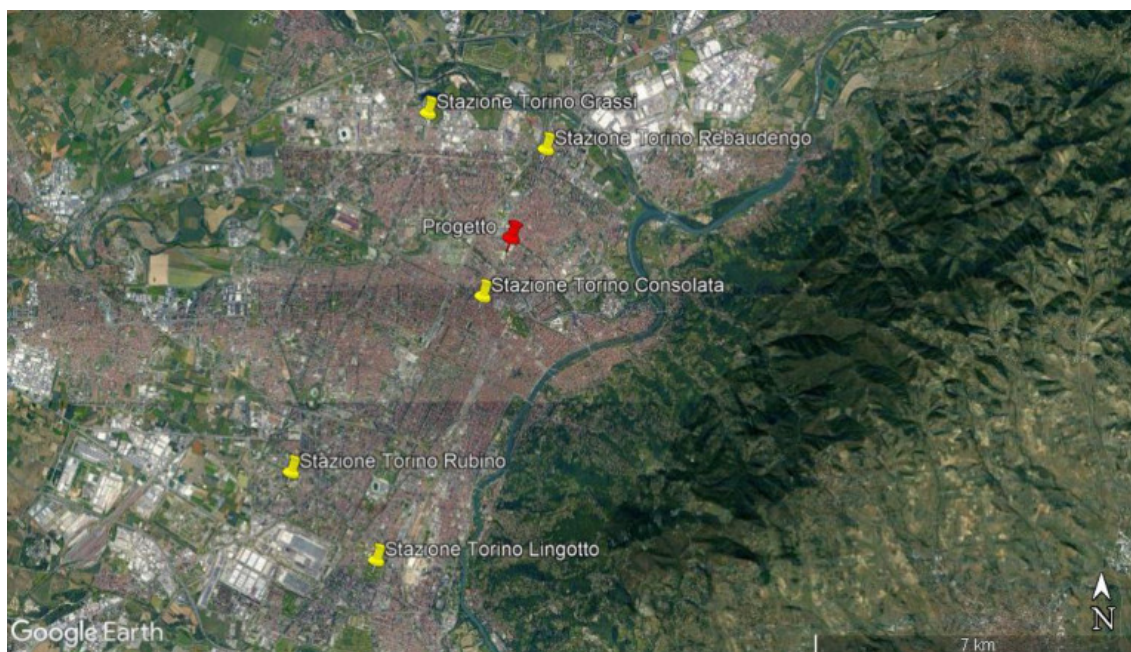 Stazione Torino Grassi
Stazione Torino Rebaudengo
Progetto
Stazione Torino Consolata
Stazione Torino Rubino
Stazione Torino Lingotto
N
Google Earth
7 km